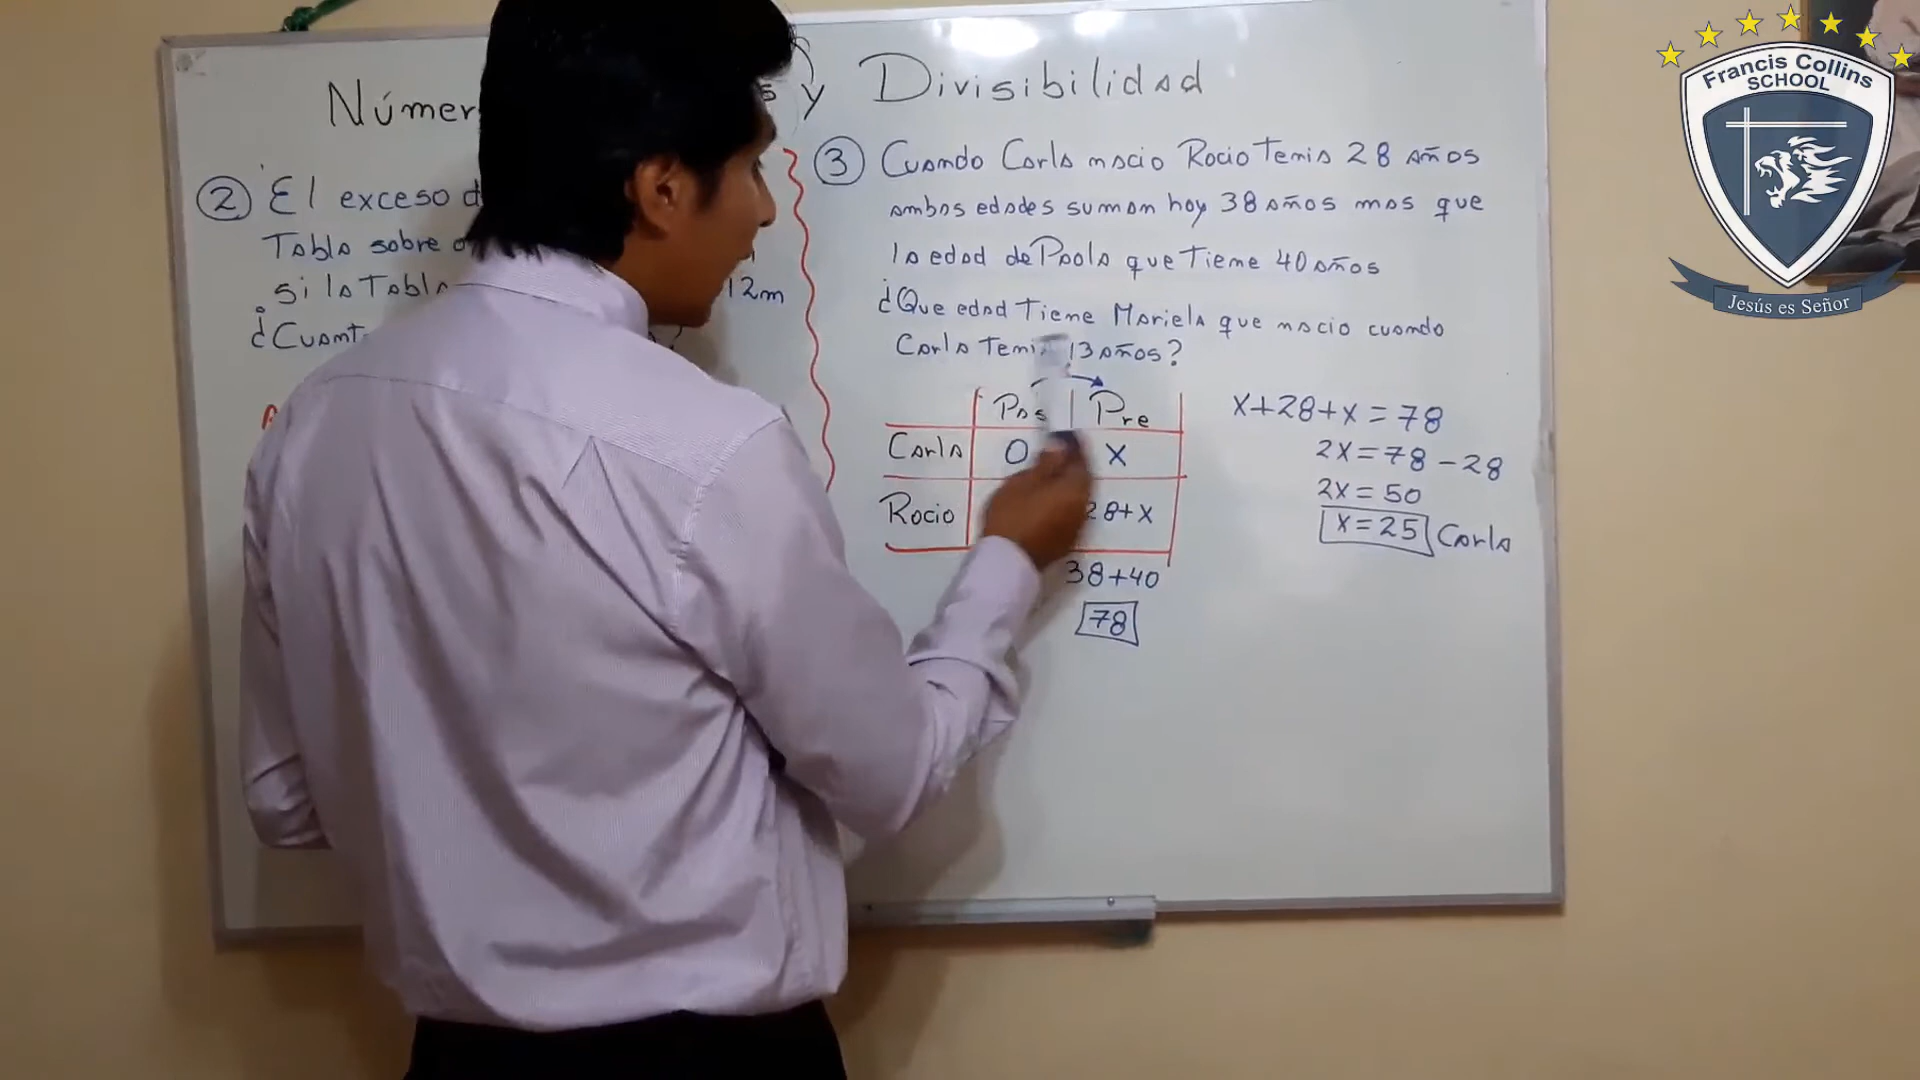 y Divisibilidad
② El exceso
Tabla sobre
si la Tabla 12m
③ Cuando Carla nacio Rocio Tenia 28 años
ambas edades suman hoy 38 años mas que
la edad de Paola que Tiene 40 años
¿Que edad Tiene Mariela que nacio cuando
Carla Tenia 13 años?
Pas Pre
Carla 0 X
Rocio 28+X
38+40
78
X+28+X=78
2X=78-28
2X=50
X=25 Carla
Francis Collins
SCHOOL
Jesús es Señor